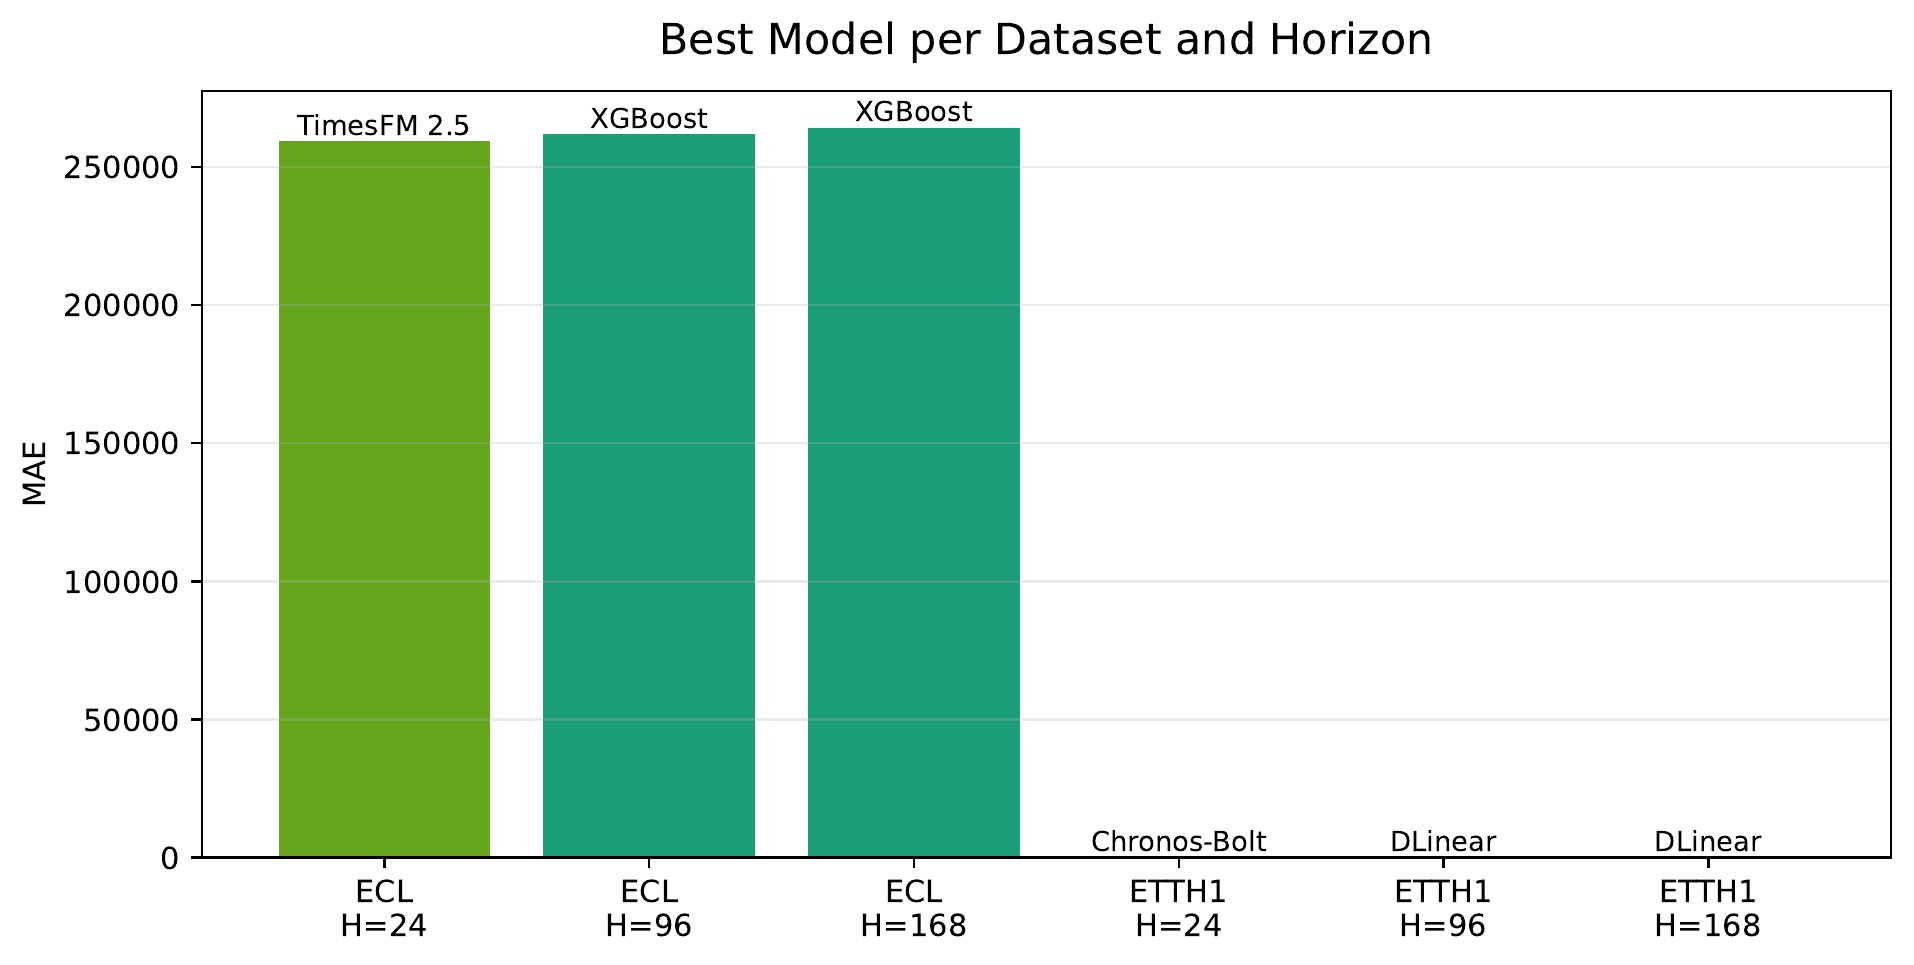 Best Model per Dataset and Horizon
MAE
250000
200000
150000
100000
50000
0
TimesFM 2.5
XGBoost
XGBoost
Chronos-Bolt
DLinear
DLinear
ECL
H=24
ECL
H=96
ECL
H=168
ETTH1
H=24
ETTH1
H=96
ETTH1
H=168